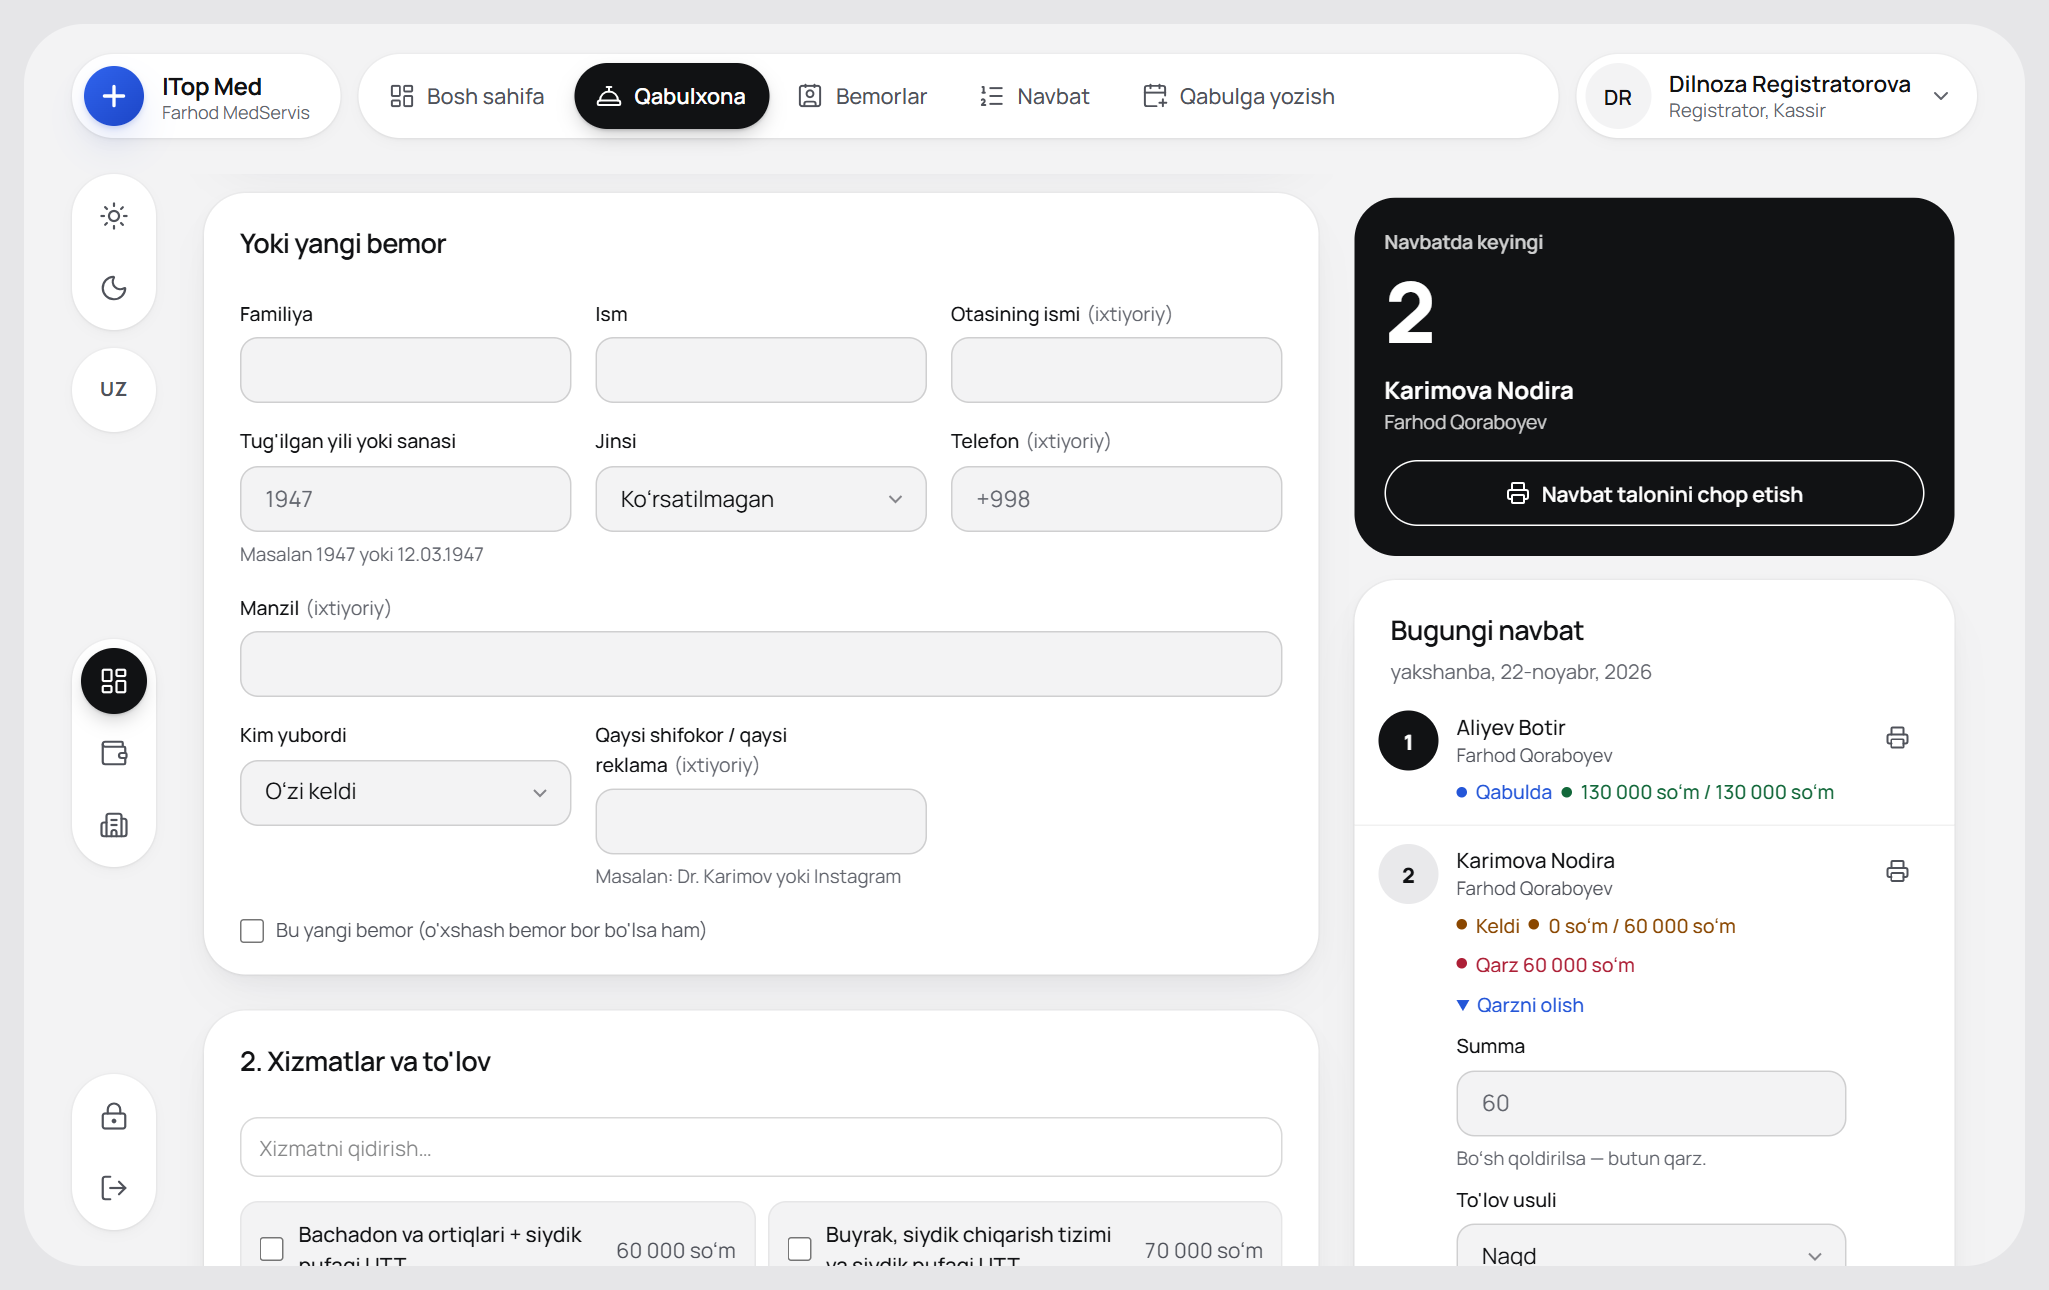 ITop Med
Farhod MedServis
Bosh sahifa
Qabulxona
Bemorlar
Navbat
Qabulga yozish
DR
Dilnoza Registratorova
Registrator, Kassir
UZ
Yoki yangi bemor
Familiya
Ism
Otasining ismi (ixtiyoriy)
Tug'ilgan yili yoki sanasi
Jinsi
Telefon (ixtiyoriy)
1947
Koʻrsatilmagan
+998
Masalan 1947 yoki 12.03.1947
Manzil (ixtiyoriy)
Kim yubordi
Qaysi shifokor / qaysi
reklama (ixtiyoriy)
Oʻzi keldi
Masalan: Dr. Karimov yoki Instagram
Bu yangi bemor (o'xshash bemor bor bo'lsa ham)
2. Xizmatlar va to'lov
Xizmatni qidirish...
Bachadon va ortiqlari + siydik
pufagi UTT
60 000 soʻm
Buyrak, siydik chiqarish tizimi
va siydik pufagi UTT
70 000 soʻm
Navbatda keyingi
2
Karimova Nodira
Farhod Qoraboyev
Navbat talonini chop etish
Bugungi navbat
yakshanba, 22-noyabr, 2026
1
Aliyev Botir
Farhod Qoraboyev
Qabulda
130 000 soʻm / 130 000 soʻm
2
Karimova Nodira
Farhod Qoraboyev
Keldi
0 soʻm / 60 000 soʻm
Qarz 60 000 soʻm
Qarzni olish
Summa
60
Boʻsh qoldirilsa — butun qarz.
To'lov usuli
Naqd